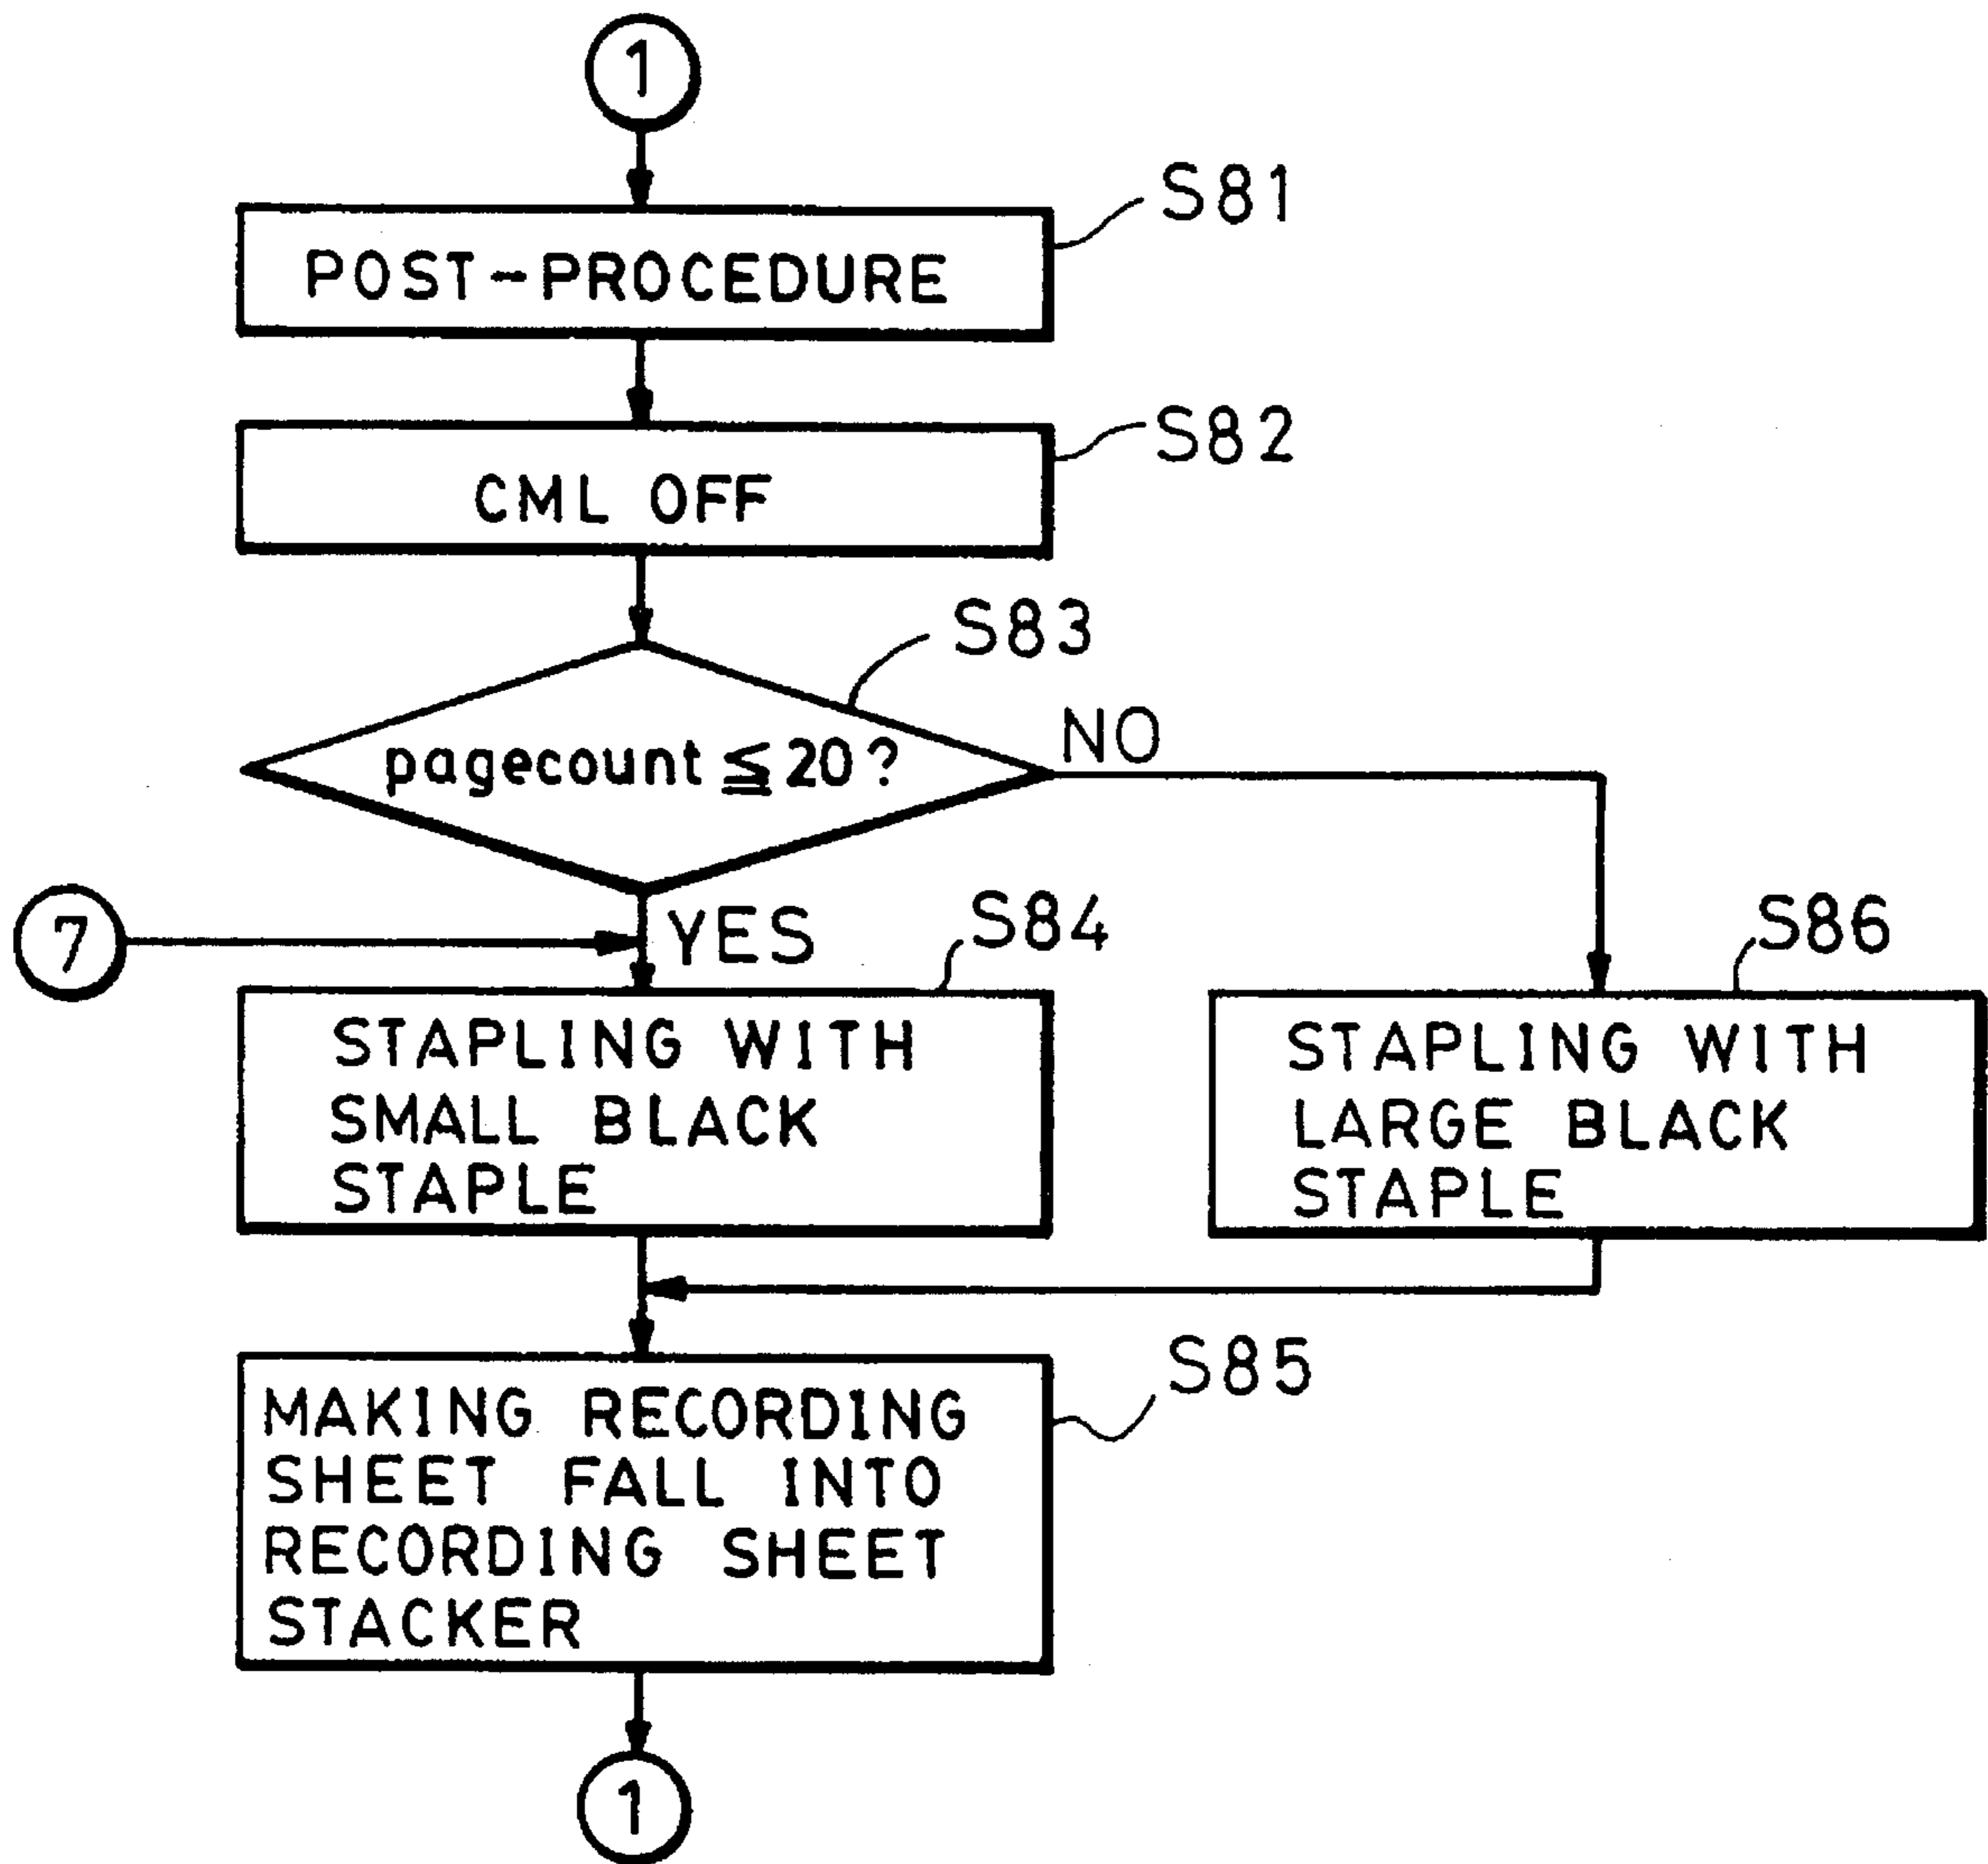 1
S81
POST-PROCEDURE
S82
CML OFF
S83
pagecount ≦ 20?
NO
7
YES
S84
STAPLING WITH
SMALL BLACK
STAPLE
S86
STAPLING WITH
LARGE BLACK
STAPLE
S85
MAKING RECORDING
SHEET FALL INTO
RECORDING SHEET
STACKER
1